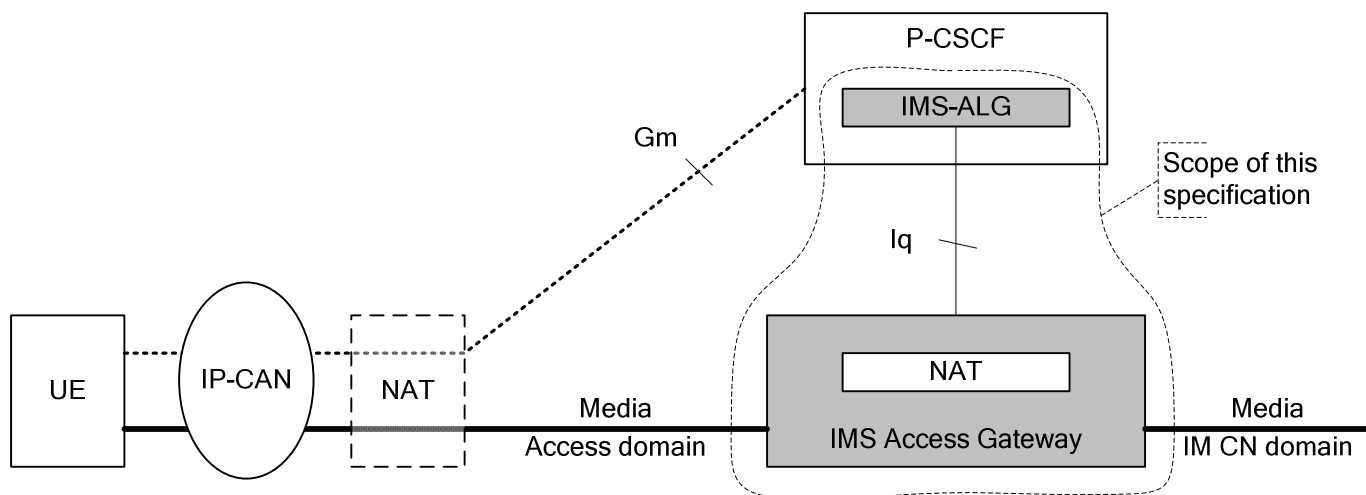 P-CSCF
IMS-ALG
Gm
Scope of this
specification
Iq
UE
IP-CAN
NAT
NAT
Media
Access domain
IMS Access Gateway
Media
IM CN domain